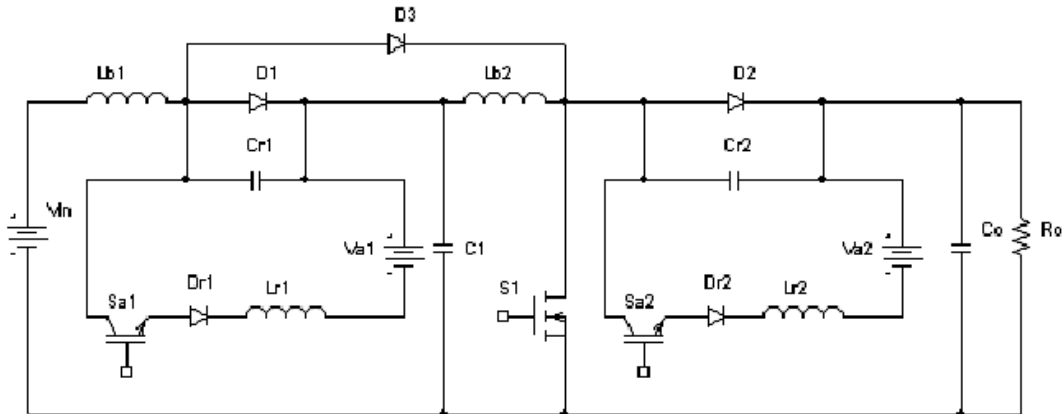 D3
Lb1
D1
Lb2
D2
Cr1
Cr2
Vin
Va1
C1
Va2
Co
Ro
Dr1
Lr1
S1
Dr2
Lr2
Sa1
Sa2